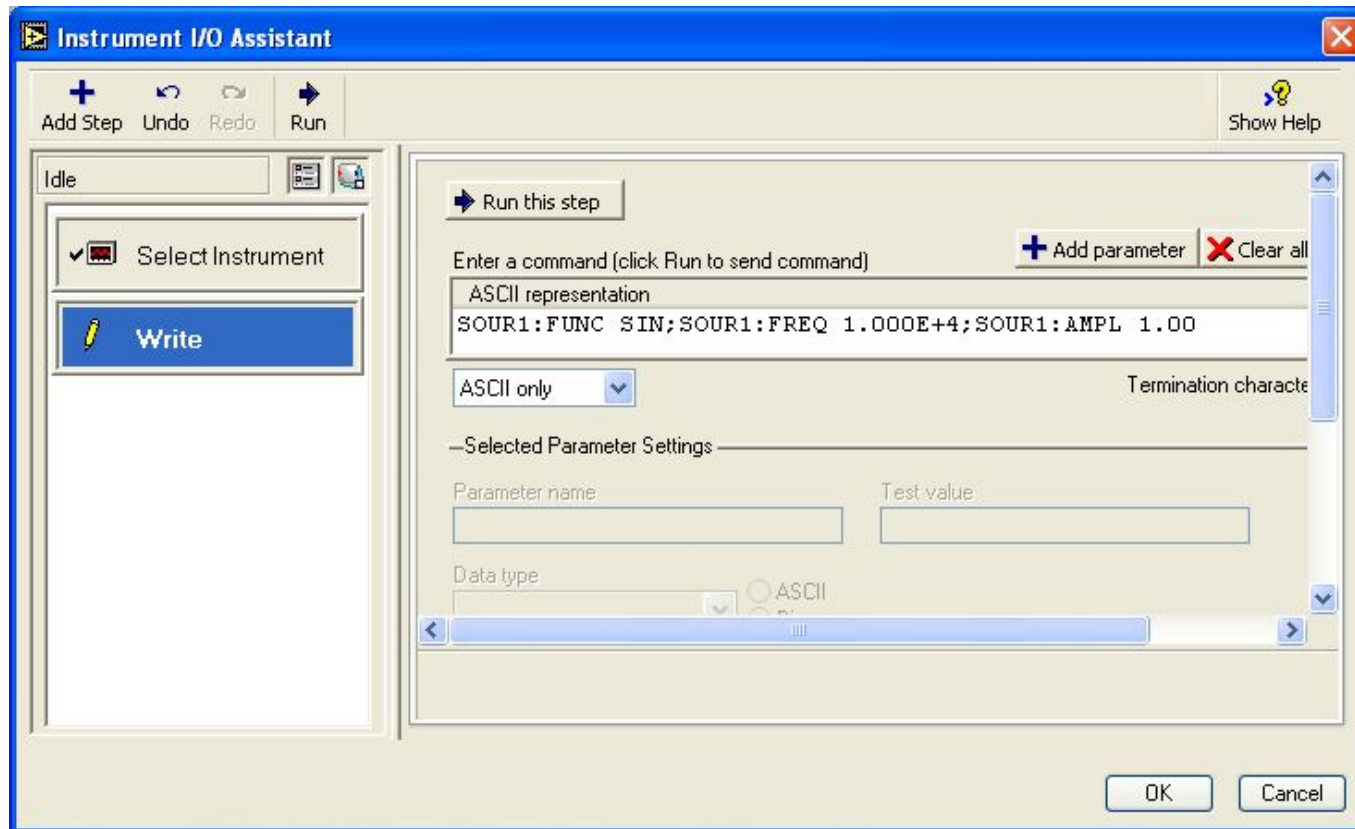 Instrument I/O Assistant
Add Step Undo Redo Run Show Help
Idle
Select Instrument
Write
Run this step
Enter a command (click Run to send command) Add parameter Clear all
ASCII representation
SOUR1:FUNC SIN;SOUR1:FREQ 1.000E+4;SOUR1:AMPL 1.00
ASCII only Termination characte
Selected Parameter Settings
Parameter name Test value
Data type
ASCII
OK Cancel